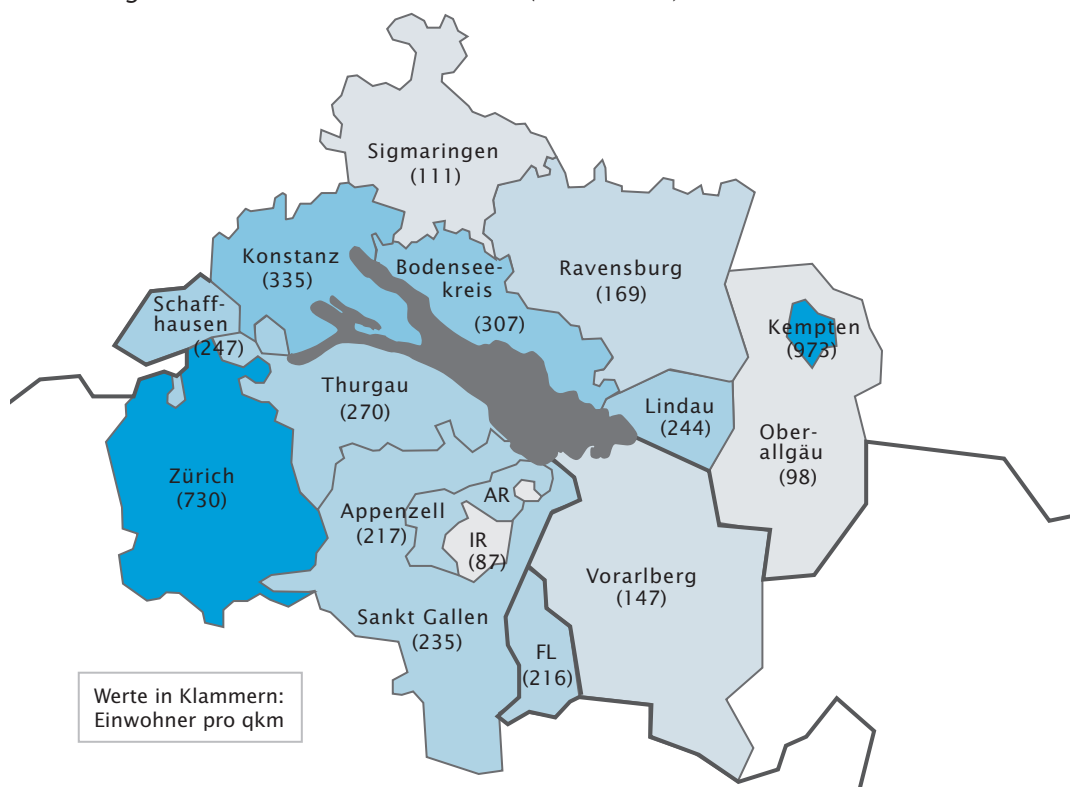 Sigmaringen
(111)
Konstanz
(335)
Bodensee-
kreis
(307)
Ravensburg
(169)
Schaff-
hausen
(247)
Kempten
(973)
Thurgau
(270)
Lindau
(244)
Ober-
allgäu
(98)
Zürich
(730)
AR
Appenzell
(217)
IR
(87)
Vorarlberg
(147)
Sankt Gallen
(235)
FL
(216)
Werte in Klammern:
Einwohner pro qkm